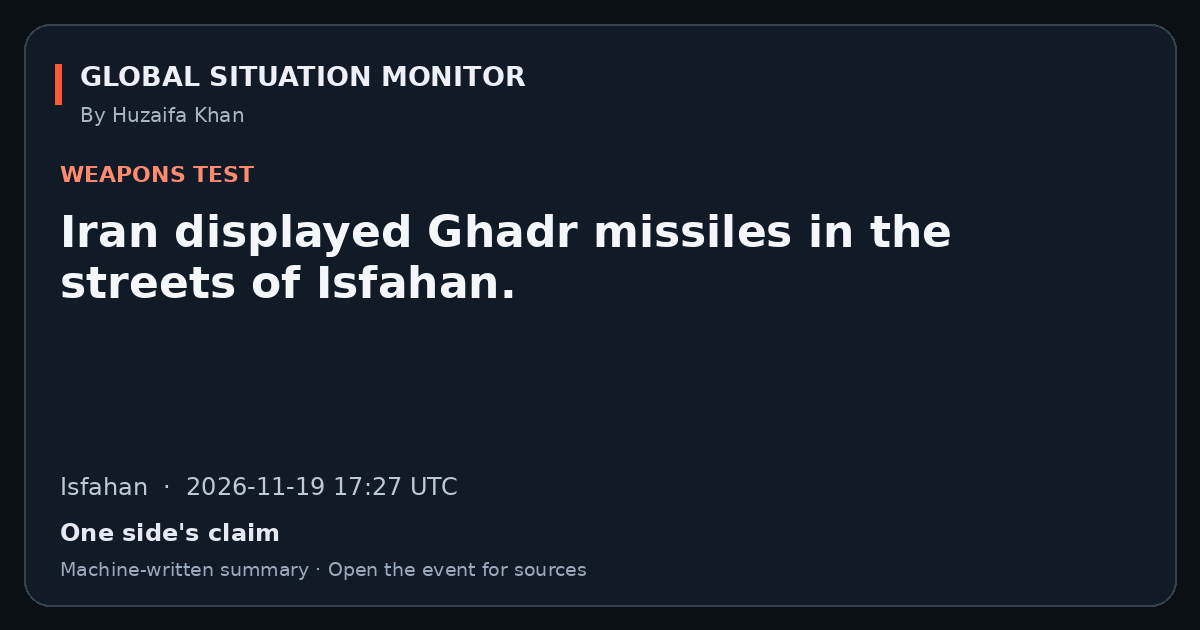 GLOBAL SITUATION MONITOR
By Huzaifa Khan
WEAPONS TEST
Iran displayed Ghadr missiles in the
streets of Isfahan.
Isfahan · 2026-11-19 17:27 UTC
One side's claim
Machine-written summary · Open the event for sources